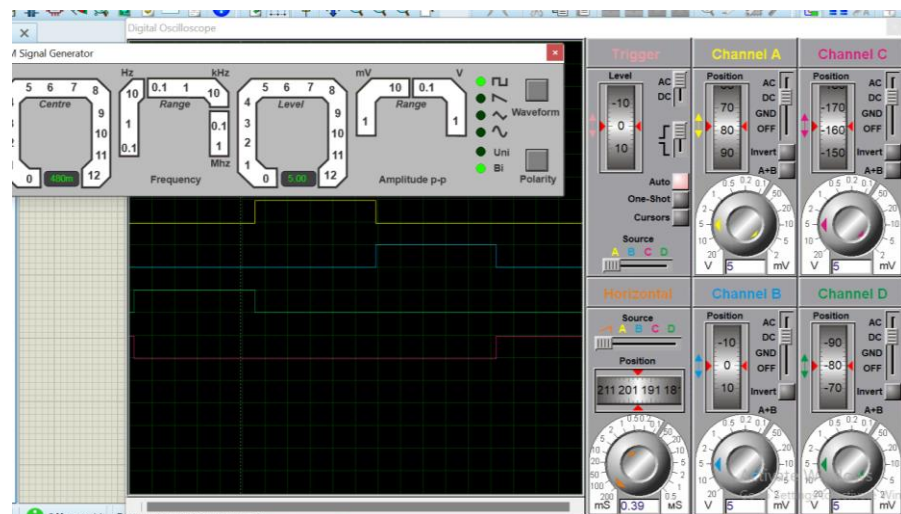 Digital Oscilloscope
M Signal Generator
Hz kHz
10 0.1 1 10
Range
1 0.1
0.1 1
Mhz
Frequency
5 6 7 8
Centre
9
10
11
12
0 480m
5 6 7 8
4 Level 9
3 10
2 11
1 12
0 5.00
mV V
10 0.1
Range
1 1
Amplitude p-p
Waveform
Uni
Bi
Polarity
Trigger
Level AC
DC
-10
0
10
Auto
One-Shot
Cursors
Source
A B C D
Channel A
Position AC
DC
GND
OFF
70
80
90
Invert
A+B
V 5 mV
Channel C
Position AC
DC
GND
OFF
-170
-160
-150
Invert
A+B
V 5 mV
Horizontal
Source
A B C D
Position
211 201 191 18
200 0.5
mS 0.39 µS
Channel B
Position AC
DC
GND
OFF
-10
0
10
Invert
A+B
V 5 mV
Channel D
Position AC
DC
GND
OFF
-90
-80
-70
Invert
A+B
V 5 mV